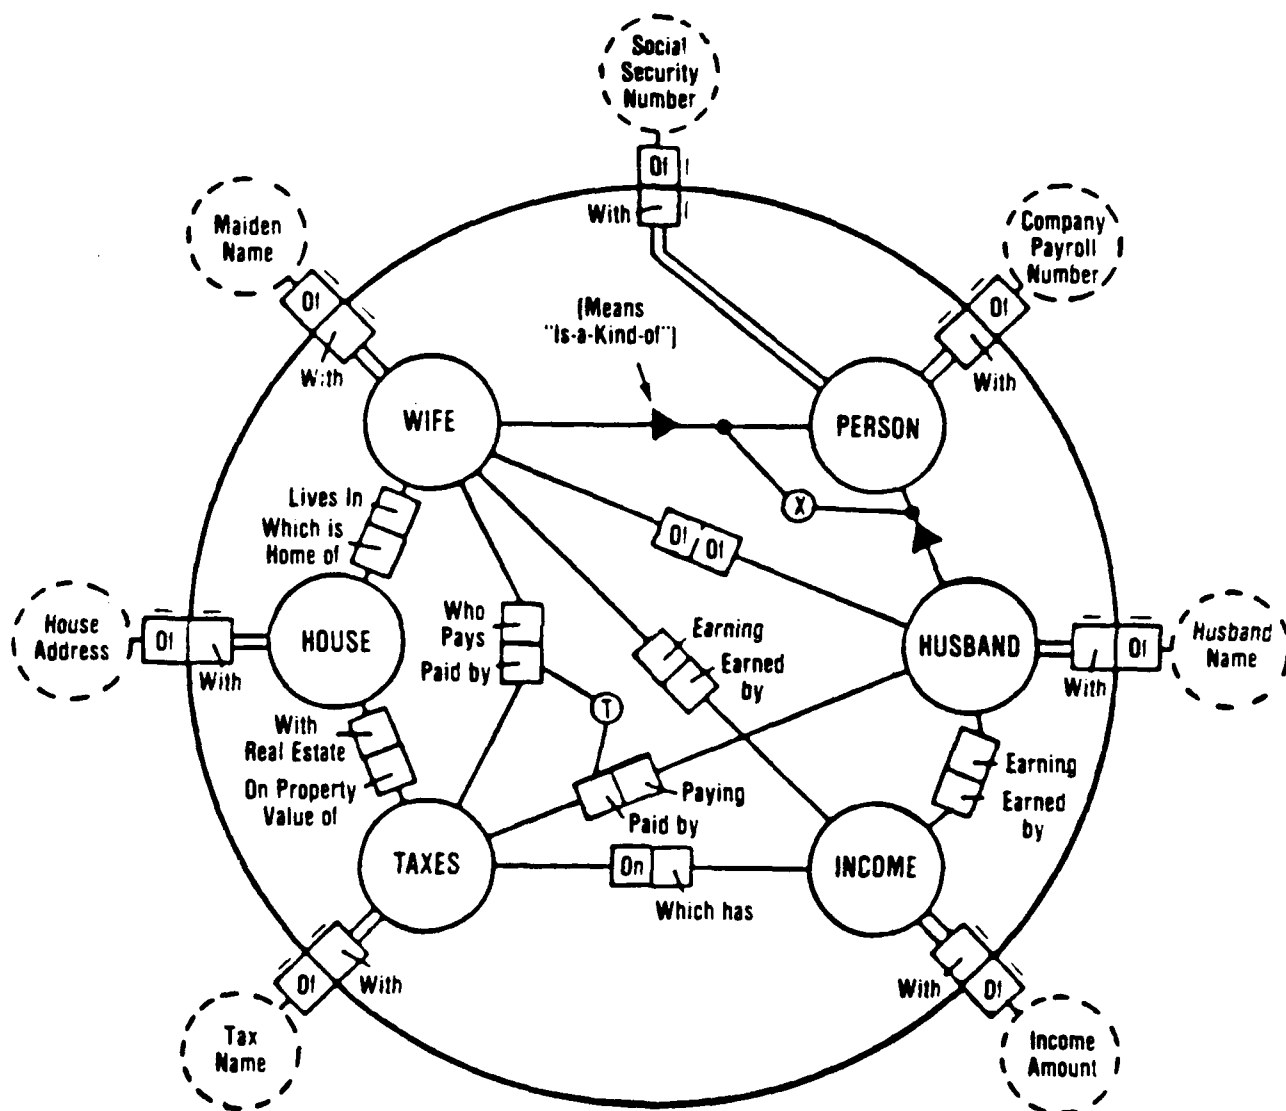 Social
Security
Number
Of
With
Maiden
Name
Of
With
Company
Payroll
Number
Of
With
(Means
"Is-a-Kind-of")
WIFE
PERSON
X
Lives In
Which is
Home of
Of Of
House
Address
Of
With
HOUSE
Who
Pays
Paid by
Earning
Earned
by
HUSBAND
With
Of
Husband
Name
T
With
Real Estate
On Property
Value of
Paying
Paid by
Earning
Earned
by
TAXES
On
Which has
INCOME
With
Of
Tax
Name
With
Of
Income
Amount